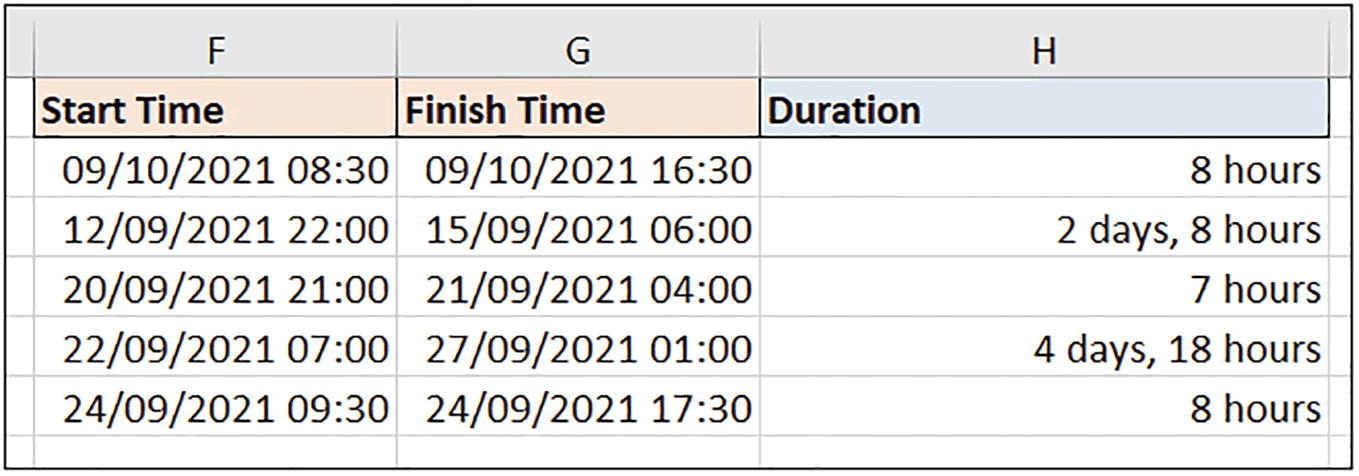 F G H
Start Time Finish Time Duration
09/10/2021 08:30 09/10/2021 16:30 8 hours
12/09/2021 22:00 15/09/2021 06:00 2 days, 8 hours
20/09/2021 21:00 21/09/2021 04:00 7 hours
22/09/2021 07:00 27/09/2021 01:00 4 days, 18 hours
24/09/2021 09:30 24/09/2021 17:30 8 hours